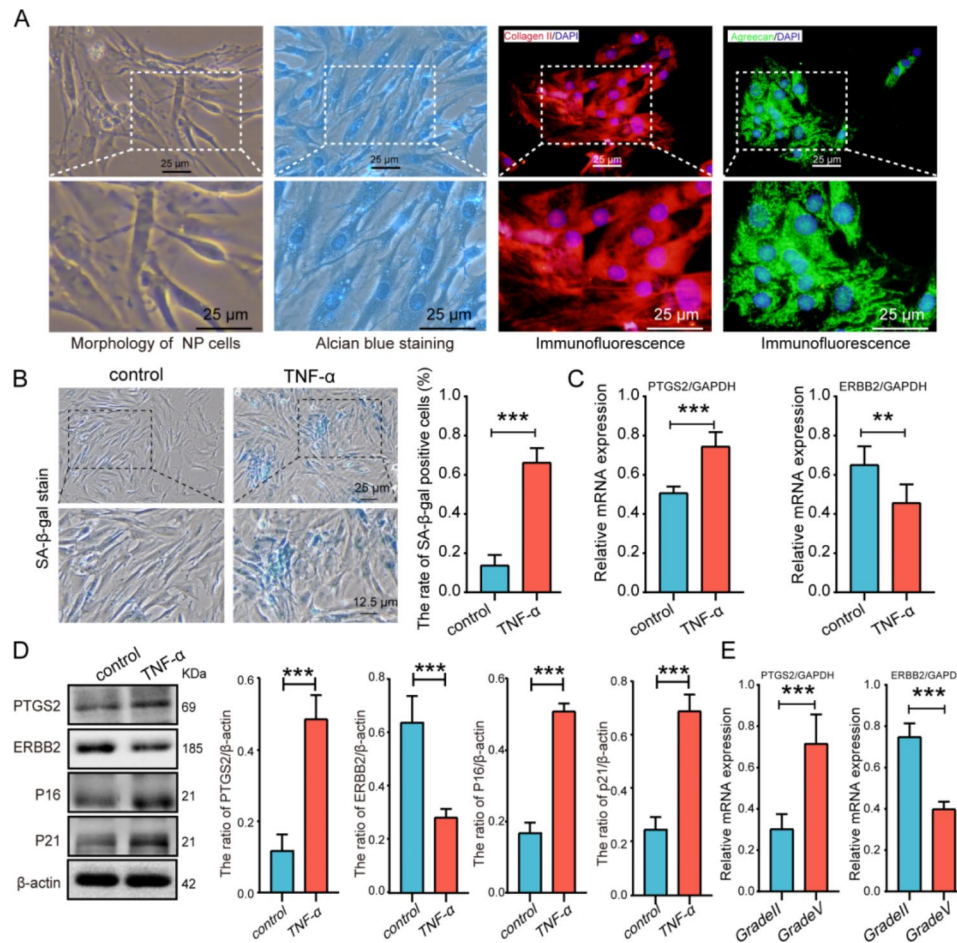 A
Collagen II/DAPI
Agreecan/DAPI
25 μm
25 μm
25 μm
25 μm
25 μm
25 μm
25 μm
25 μm
Morphology of NP cells
Alcian blue staining
Immunofluorescence
Immunofluorescence
B
control
TNF-α
SA-β-gal stain
25 μm
12.5 μm
The rate of SA-β-gal positive cells (%)
1.0
0.8
0.6
0.4
0.2
0.0
***
control
TNF-α
C
PTGS2/GAPDH
Relative mRNA expression
1.0
0.8
0.6
0.4
0.2
0.0
***
control
TNF-α
ERBB2/GAPDH
Relative mRNA expression
1.0
0.8
0.6
0.4
0.2
0.0
**
control
TNF-α
D
control
TNF-α
KDa
PTGS2
69
ERBB2
185
P16
21
P21
21
β-actin
42
The ratio of PTGS2/β-actin
0.6
0.4
0.2
0.0
***
control
TNF-α
The ratio of ERBB2/β-actin
0.8
0.6
0.4
0.2
0.0
***
control
TNF-α
The ratio of P16/β-actin
0.6
0.4
0.2
0.0
***
control
TNF-α
The ratio of p21/β-actin
0.8
0.6
0.4
0.2
0.0
***
control
TNF-α
E
PTGS2/GAPDH
Relative mRNA expression
1.0
0.8
0.6
0.4
0.2
0.0
***
GradeII
GradeV
ERBB2/GAPD
Relative mRNA expression
1.0
0.8
0.6
0.4
0.2
0.0
***
GradeII
GradeV